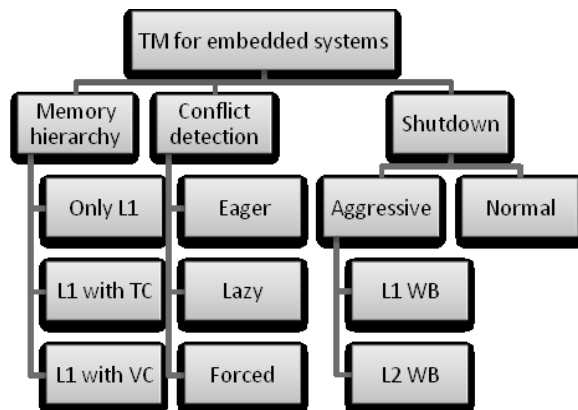 TM for embedded systems
Memory
hierarchy
Conflict
detection
Shutdown
Only L1
Eager
Aggressive
Normal
L1 with TC
Lazy
L1 WB
L1 with VC
Forced
L2 WB